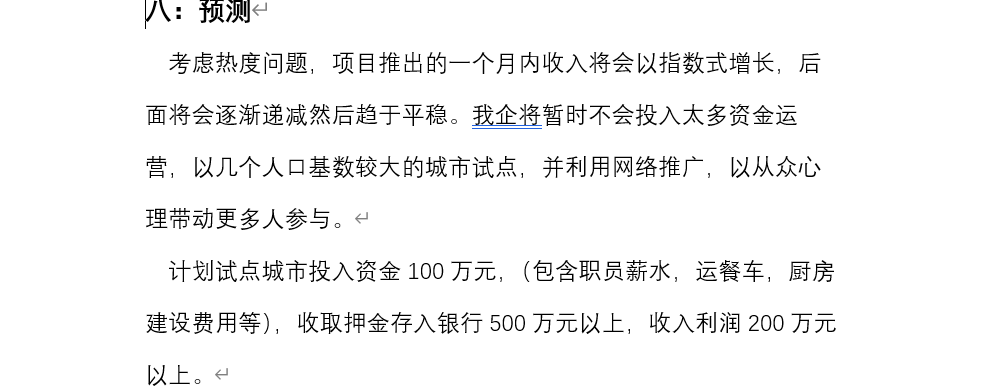 八：预测
考虑热度问题，项目推出的一个月内收入将会以指数式增长，后
面将会逐渐递减然后趋于平稳。我企将暂时不会投入太多资金运
营，以几个人口基数较大的城市试点，并利用网络推广，以从众心
理带动更多人参与。
计划试点城市投入资金 100 万元，（包含职员薪水，运餐车，厨房
建设费用等），收取押金存入银行 500 万元以上，收入利润 200 万元
以上。